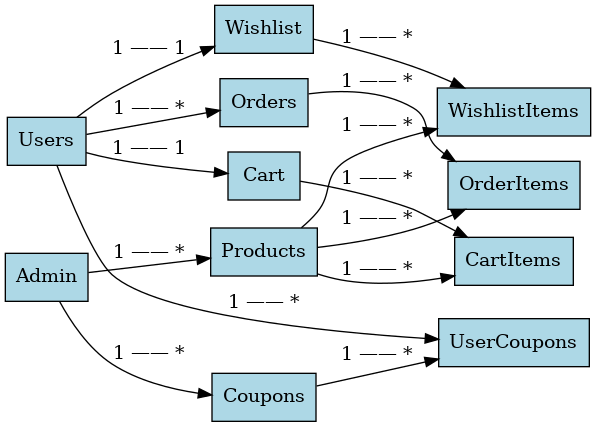 Wishlist
1 —— 1
1 —— *
1 —— *
Orders
1 —— *
WishlistItems
1 —— *
Users
1 —— 1
Cart
1 —— *
OrderItems
1 —— *
Products
1 —— *
CartItems
1 —— *
Admin
1 —— *
UserCoupons
1 —— *
1 —— *
Coupons